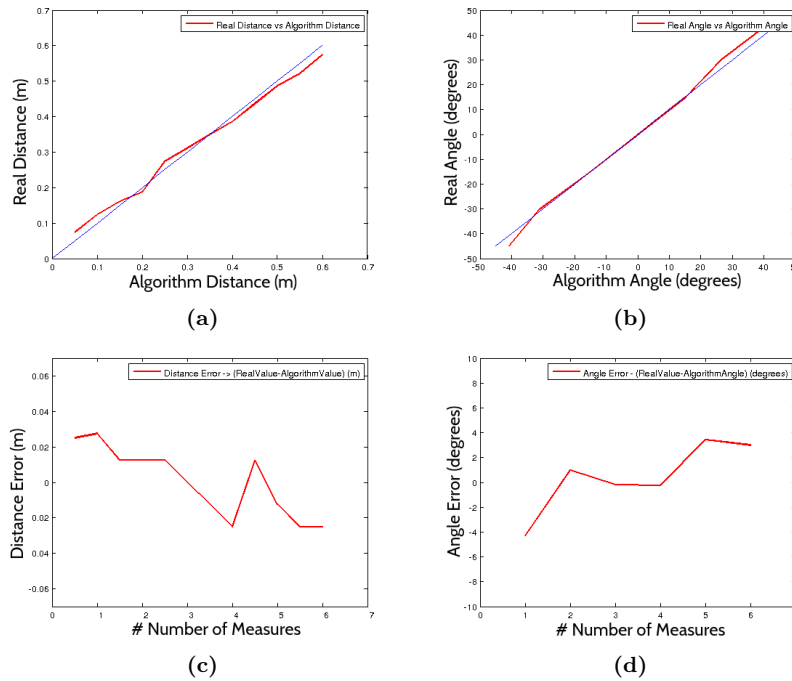 Real Distance vs Algorithm Distance
0.7
0.6
0.5
0.4
0.3
0.2
0.1
0
Real Distance (m)
0 0.1 0.2 0.3 0.4 0.5 0.6 0.7
Algorithm Distance (m)
(a)
Real Angle vs Algorithm Angle
50
40
30
20
10
0
-10
-20
-30
-40
-50
Real Angle (degrees)
-50 -40 -30 -20 -10 0 10 20 30 40 50
Algorithm Angle (degrees)
(b)
Distance Error -> (RealValue-AlgorithmValue) (m)
0.06
0.04
0.02
0
0.02
-0.04
-0.06
Distance Error (m)
0 1 2 3 4 5 6 7
# Number of Measures
(c)
Angle Error - (RealValue-AlgorithmAngle) (degrees)
10
8
6
4
2
0
-2
-4
-6
-8
-10
Angle Error (degrees)
0 1 2 3 4 5 6
# Number of Measures
(d)